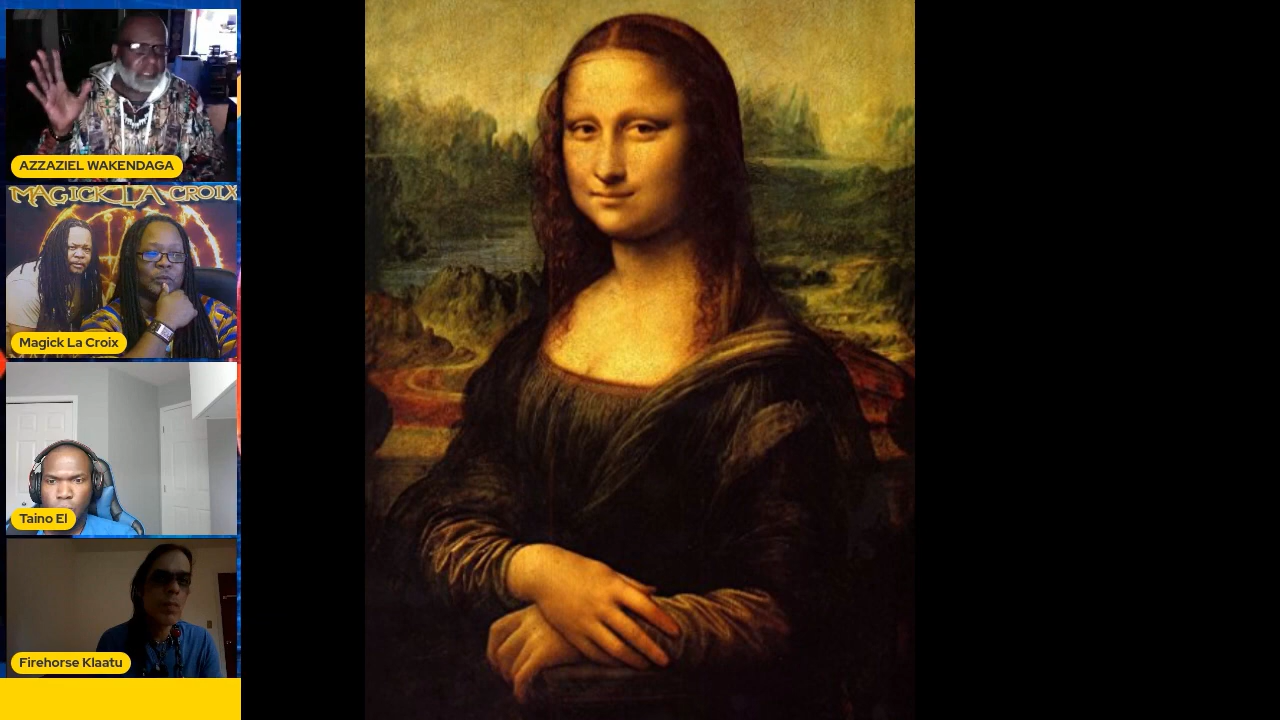 AZZAZIEL WAKENDAGA
MAGICK LA CROIX
Magick La Croix
Taino El
Firehorse Klaatu